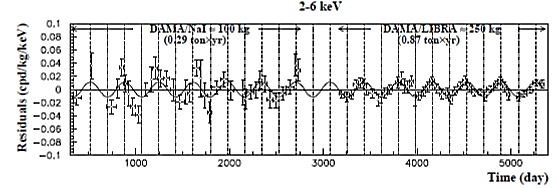 2-6 keV
DAMA/NaI ≈ 100 kg
(0.29 ton×yr)
DAMA/LIBRA ≈ 250 kg
(0.87 ton×yr)
Residuals (cpd/kg/keV)
0.1
0.08
0.06
0.04
0.02
0
−0.02
−0.04
−0.06
−0.08
−0.1
1000 2000 3000 4000 5000
Time (day)